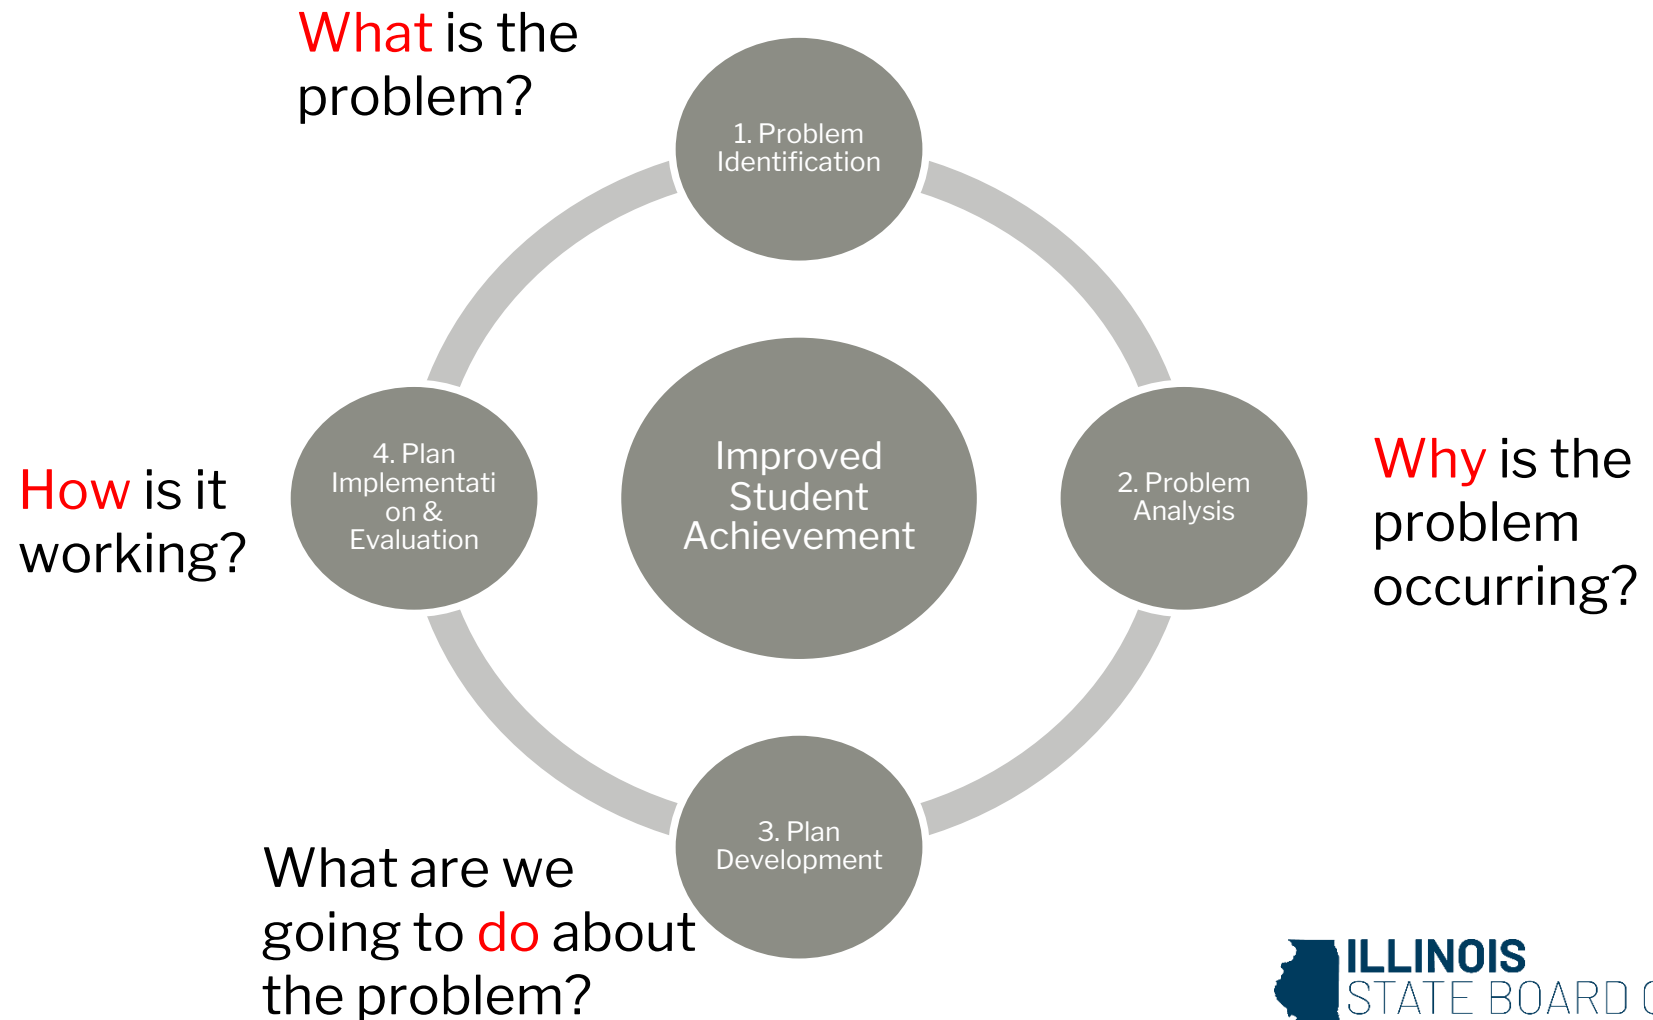 What is the
problem?
1. Problem
Identification
Improved
Student
Achievement
2. Problem
Analysis
Why is the
problem
occurring?
4. Plan
Implementati
on &
Evaluation
How is it
working?
3. Plan
Development
What are we
going to do about
the problem?
ILLINOIS
STATE BOARD